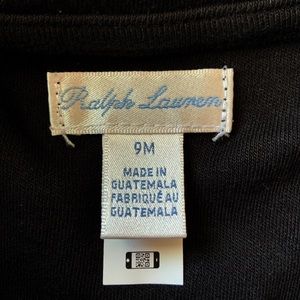 Ralph Lauren
9M
MADE IN
GUATEMALA
FABRIQUÉ AU
GUATEMALA